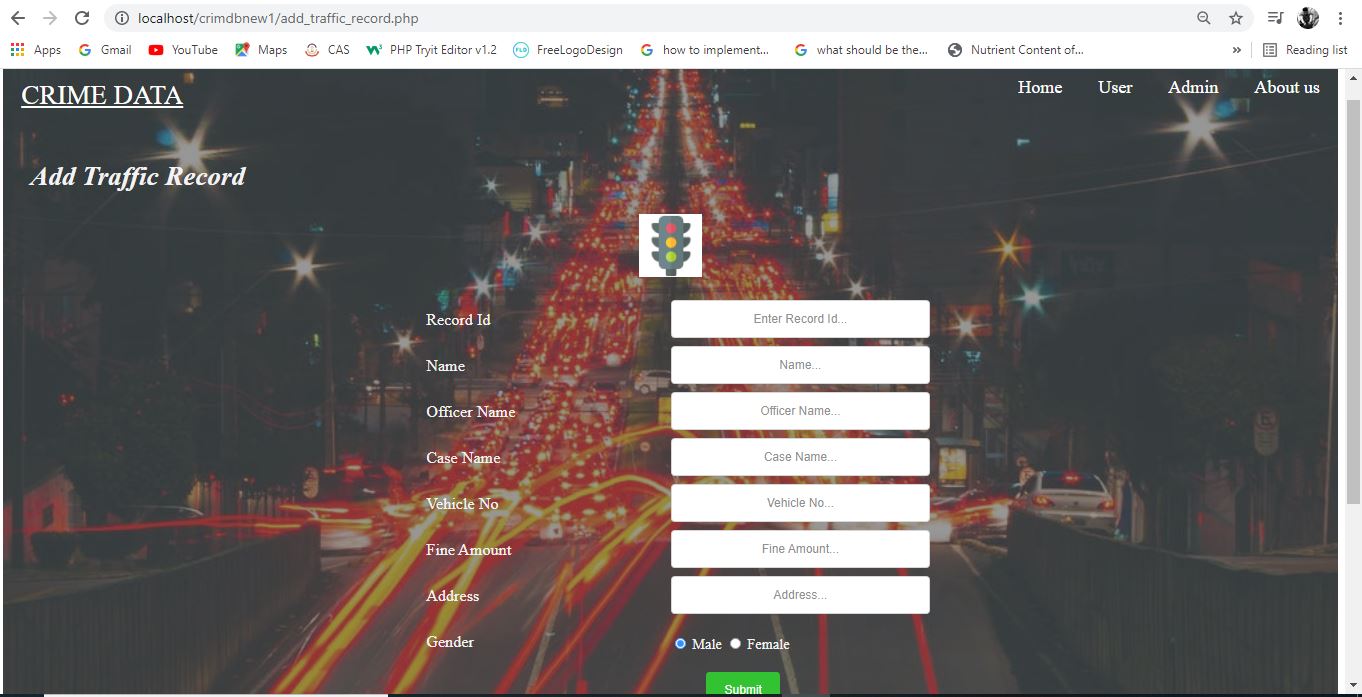 localhost/crimdbnew1/add_traffic_record.php
Apps Gmail YouTube Maps CAS PHP Tryit Editor v1.2 FLD FreeLogoDesign how to implement... what should be the... Nutrient Content of... » Reading list
CRIME DATA Home User Admin About us
Add Traffic Record
Record Id Enter Record Id...
Name Name...
Officer Name Officer Name...
Case Name Case Name...
Vehicle No Vehicle No...
Fine Amount Fine Amount...
Address Address...
Gender Male Female
Submit